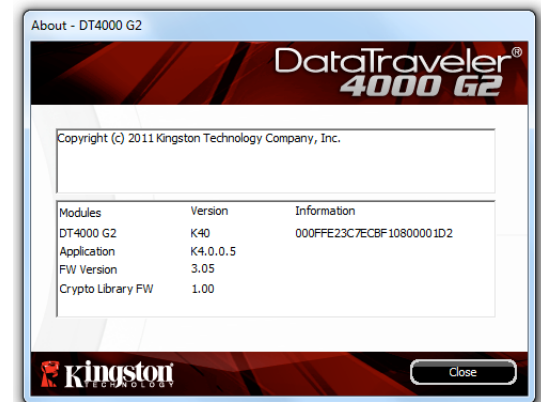 About - DT4000 G2
DataTraveler®
4000 G2
Copyright (c) 2011 Kingston Technology Company, Inc.
Modules Version Information
DT4000 G2 K40 000FFE23C7ECBF10800001D2
Application K4.0.0.5
FW Version 3.05
Crypto Library FW 1.00
Kingston
TECHNOLOGY
Close